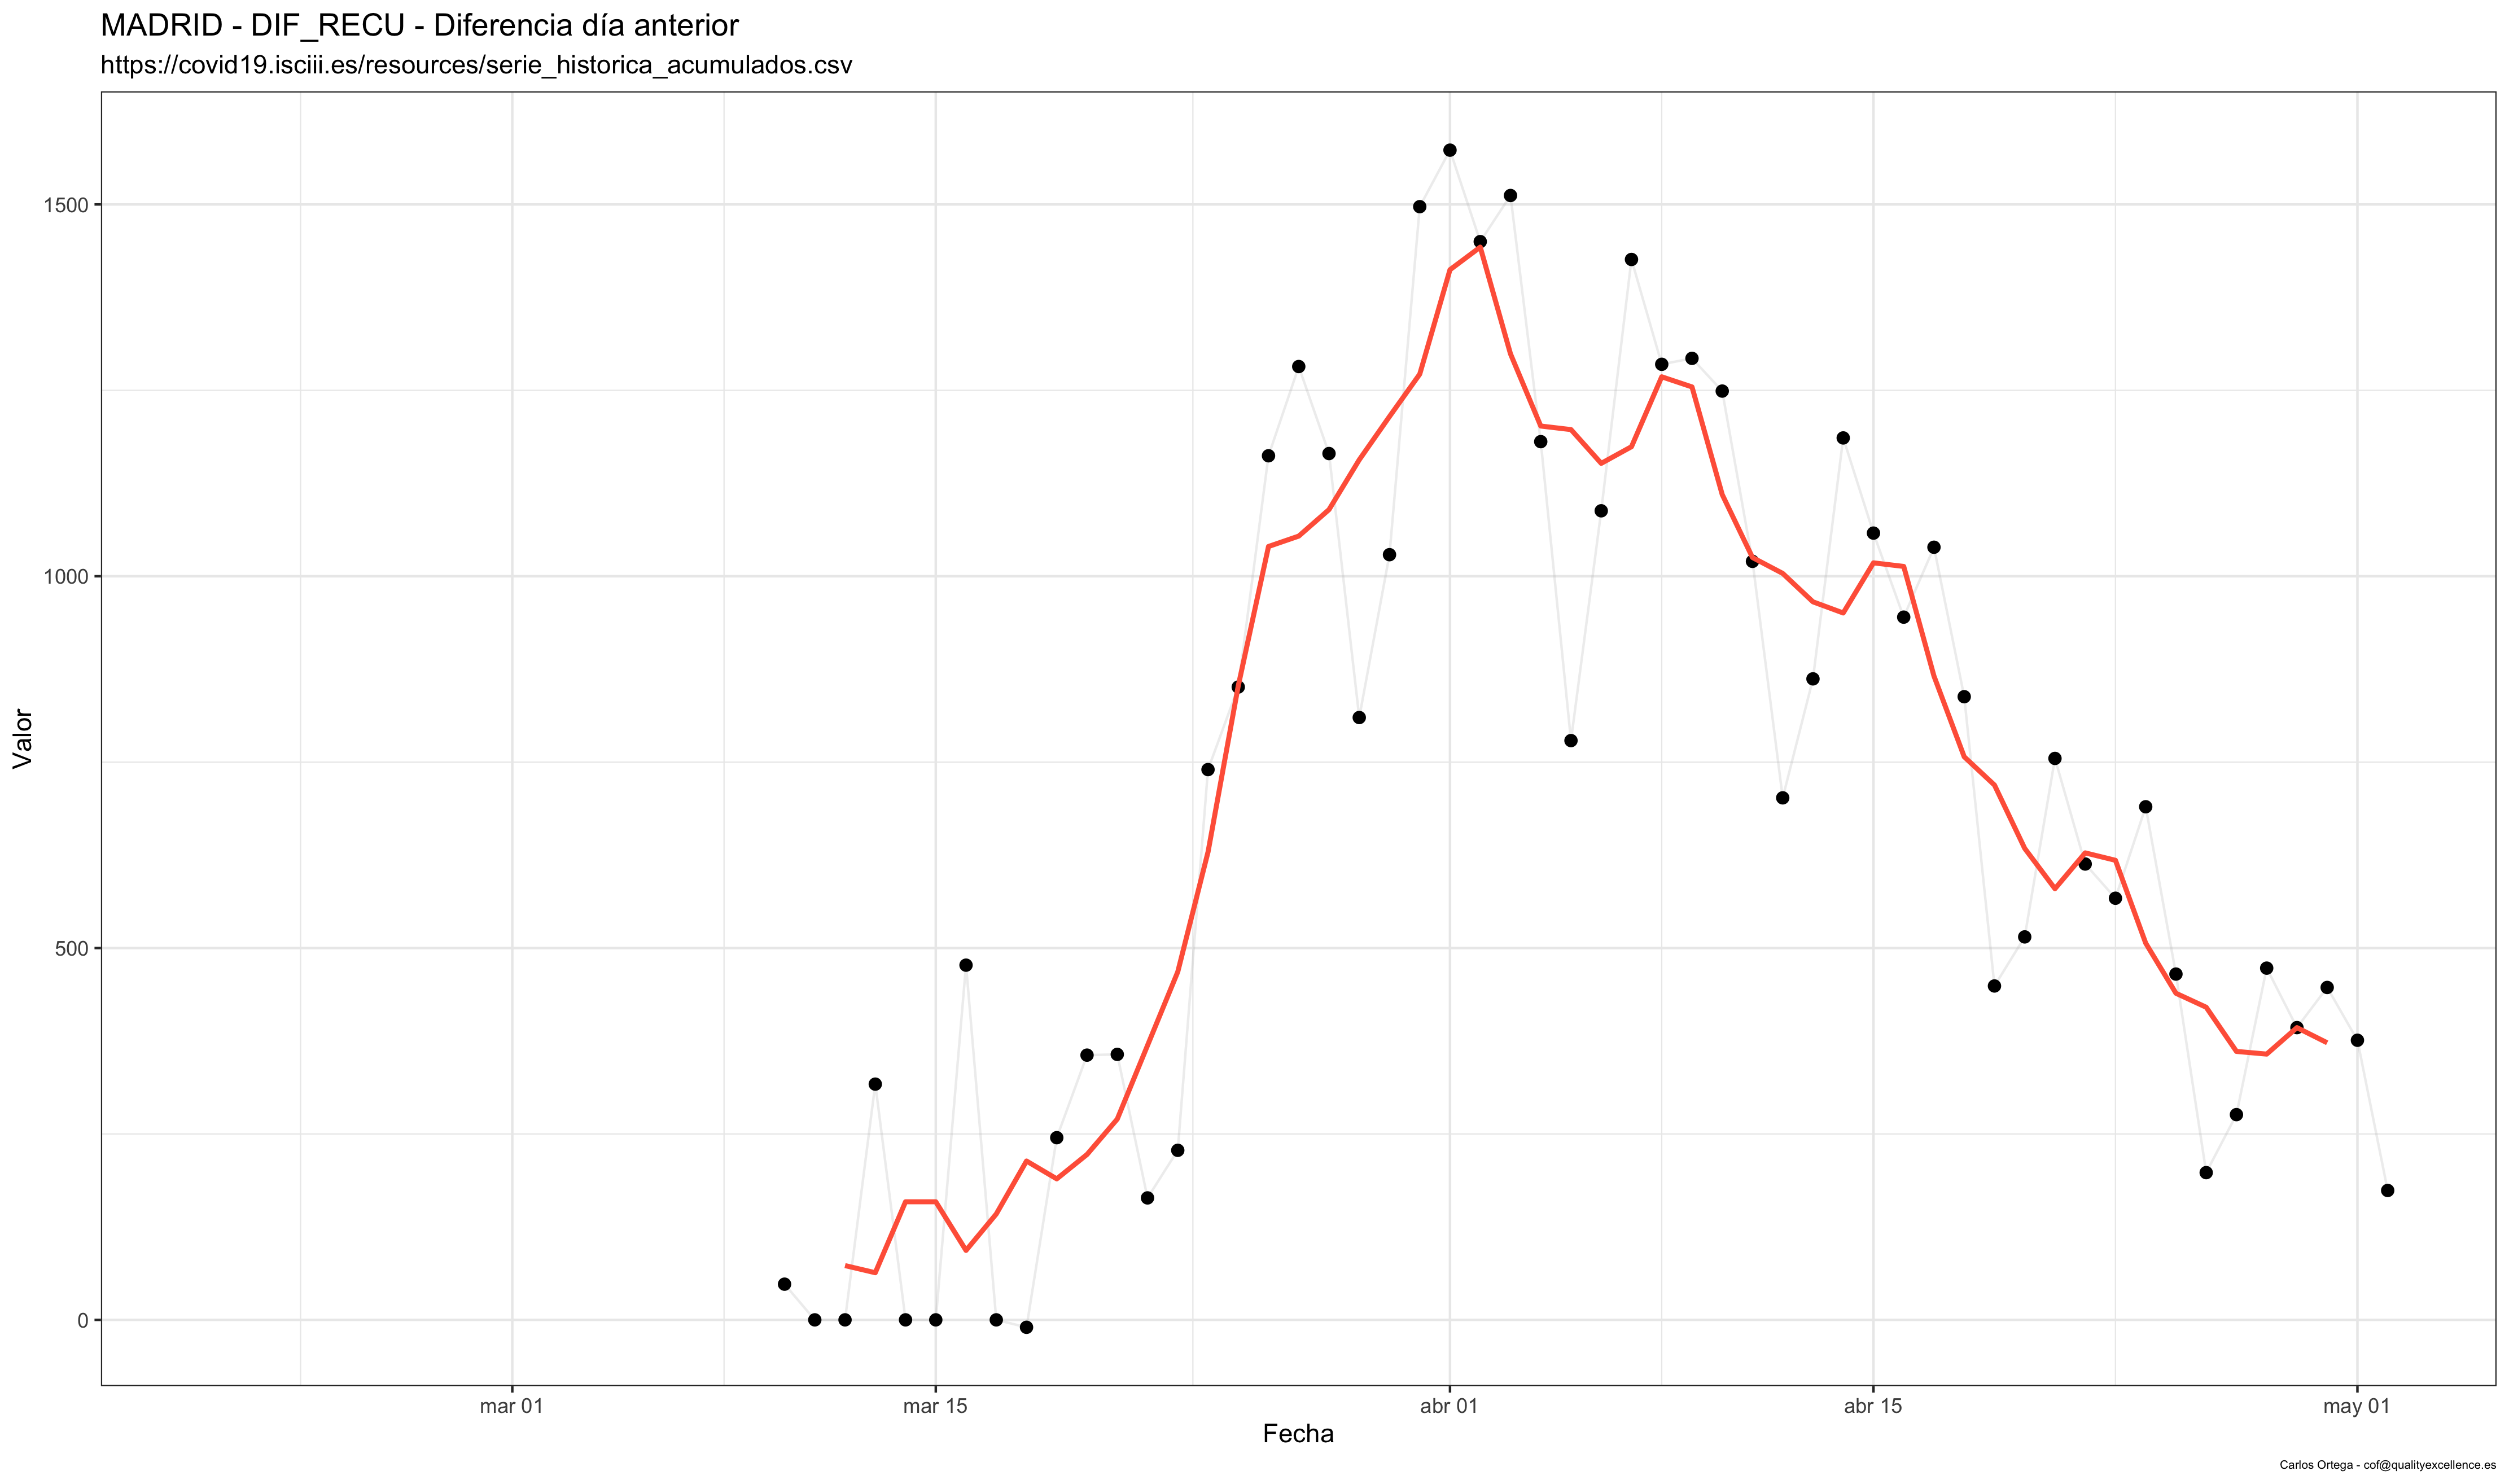 MADRID - DIF_RECU - Diferencia día anterior
https://covid19.isciii.es/resources/serie_historica_acumulados.csv
1500
1000
500
0
Valor
mar 01
mar 15
abr 01
abr 15
may 01
Fecha
Carlos Ortega - cof@qualityexcellence.es